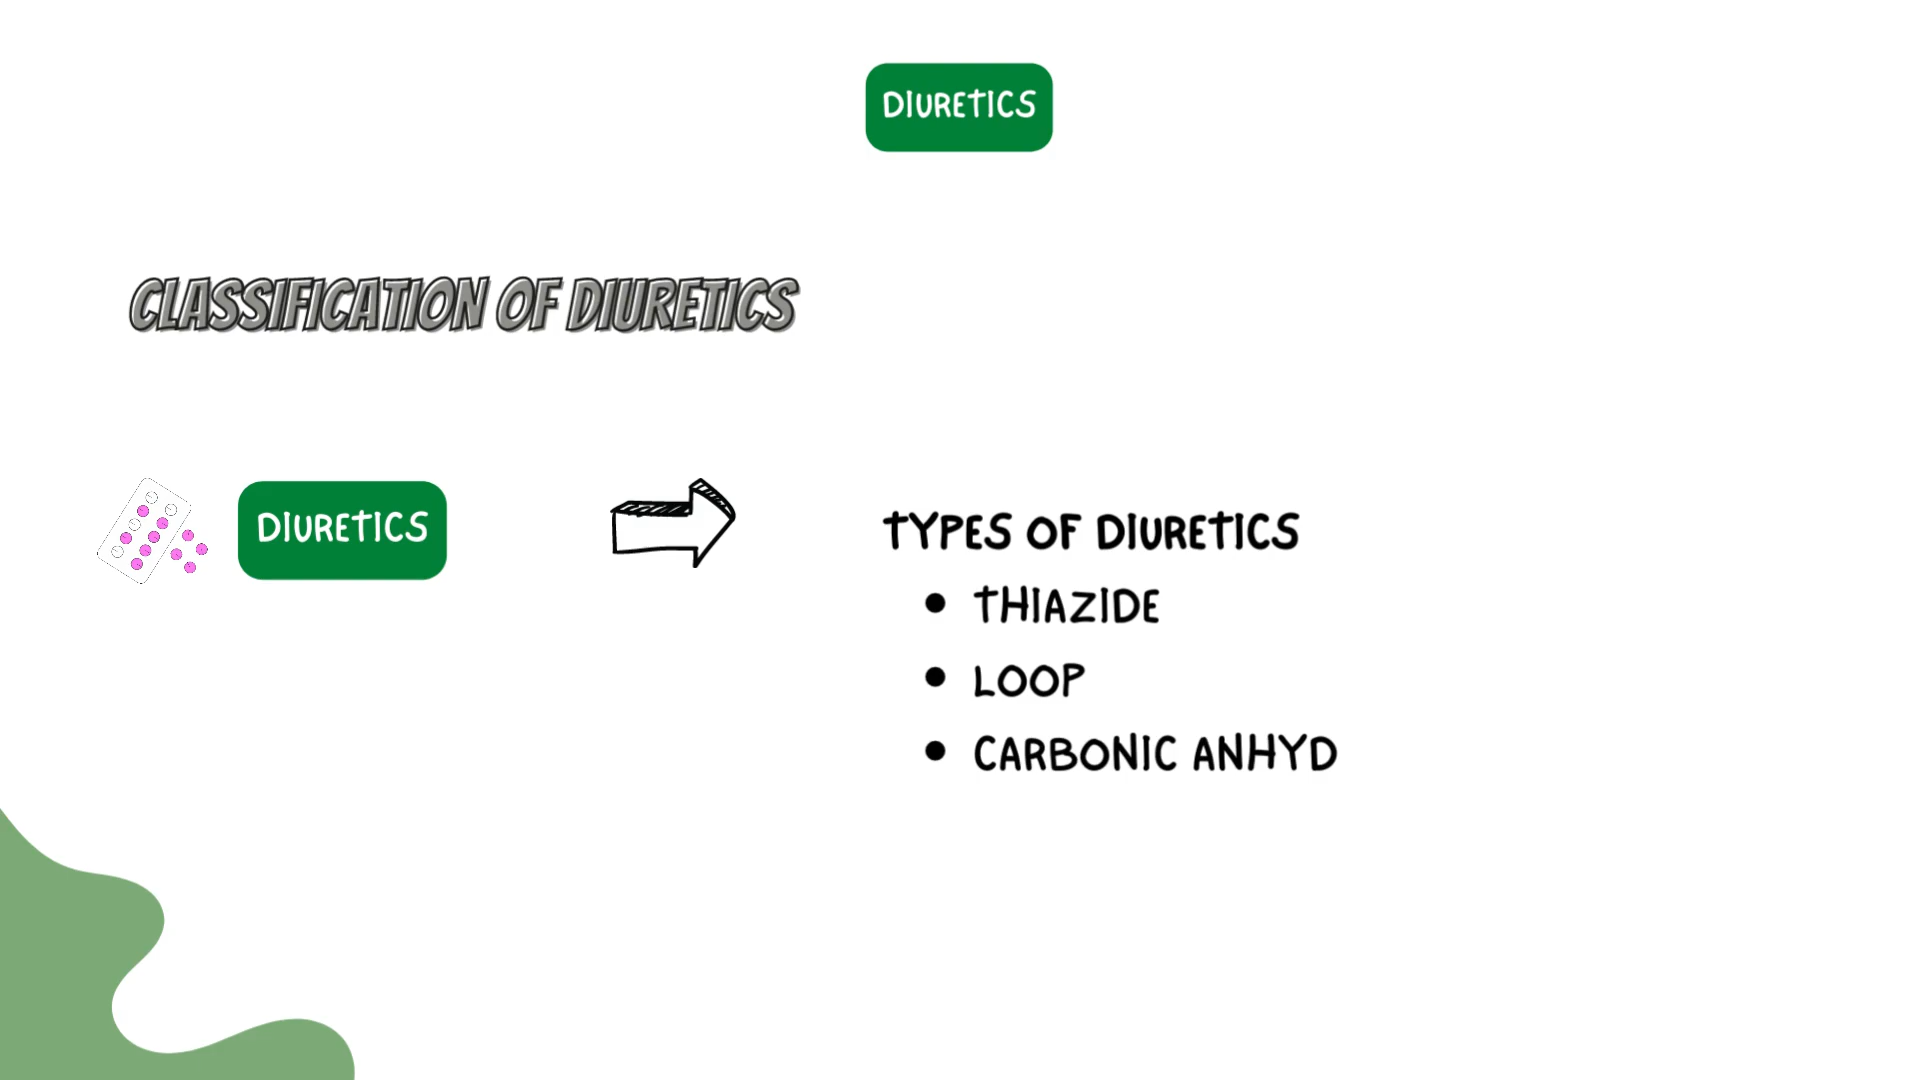 DIURETICS
CLASSIFICATION OF DIURETICS
DIURETICS
TYPES OF DIURETICS
• THIAZIDE
• LOOP
• CARBONIC ANHYD